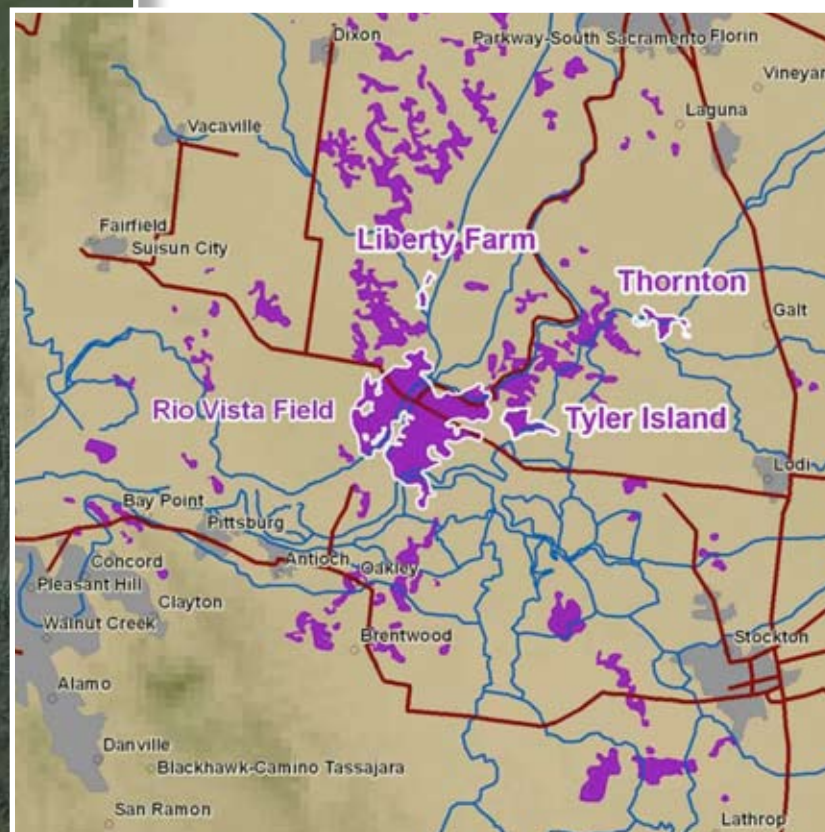 Dixon
Parkway-South Sacramento Florin
Vineyar
Vacaville
Laguna
Fairfield
Suisun City
Liberty Farm
Thornton
Galt
Rio Vista Field
Tyler Island
Lodi
Bay Point
Pittsburg
Concord
Antioch
Oakley
Pleasant Hill
Clayton
Walnut Creek
Brentwood
Stockton
Alamo
Danville
Blackhawk-Camino Tassajara
San Ramon
Lathrop